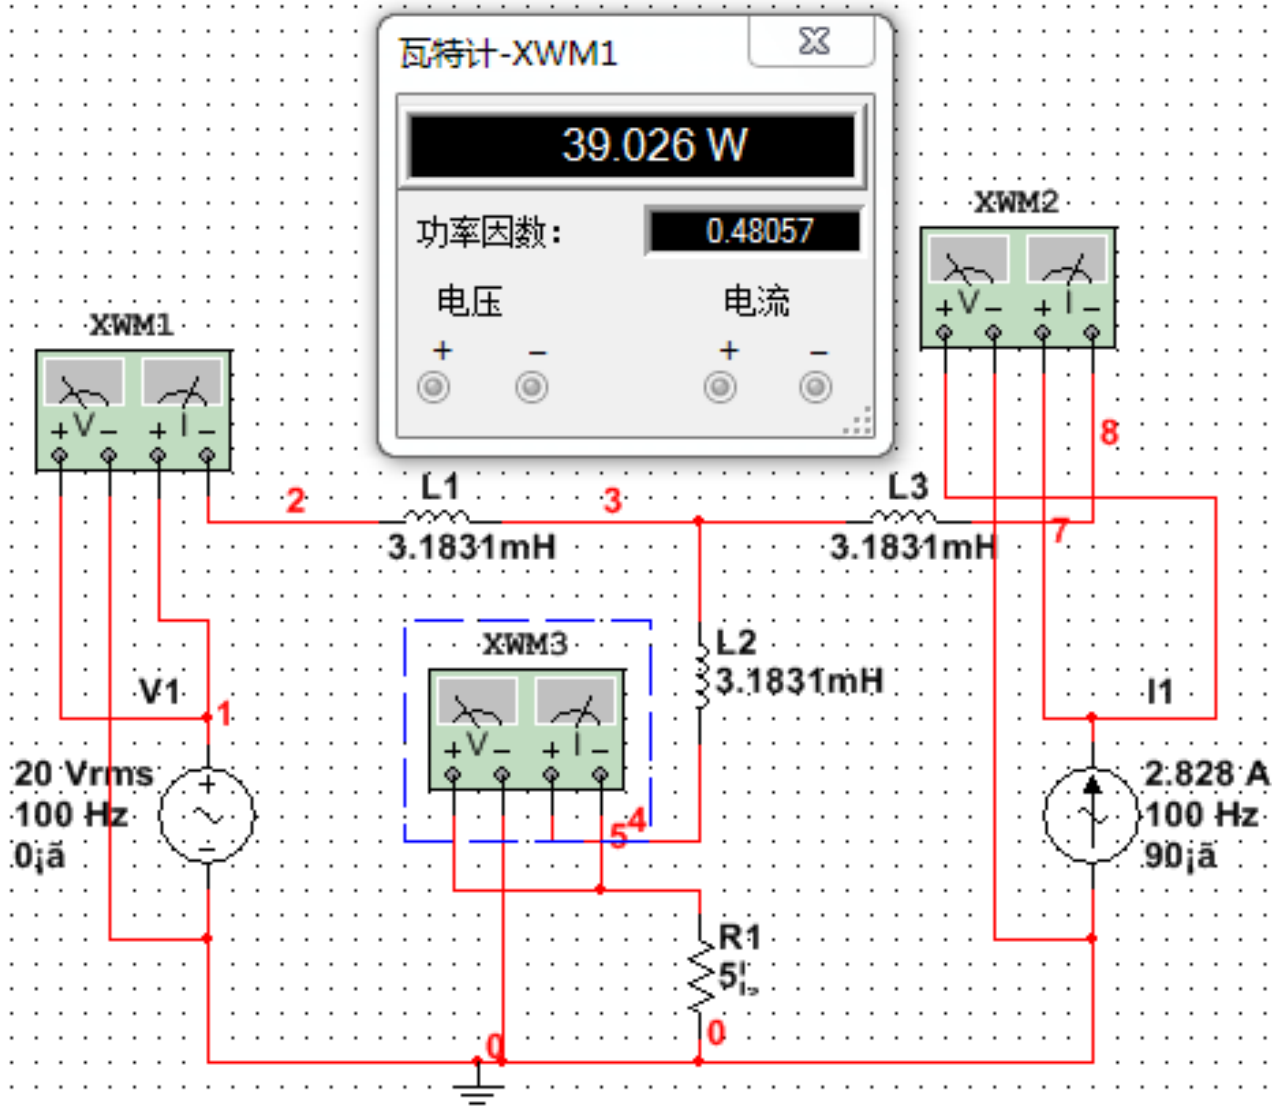 瓦特计-XWM1
39.026 W
功率因数: 0.48057
电压 电流
+ − + −
XWM2
+ V − + I −
XWM1
+ V − + I −
8
2
L1
3.1831mH
3
L3
3.1831mH
7
XWM3
+ V − + I −
L2
3.1831mH
V1
1
20 Vrms
100 Hz
0¡ã
+
−
5
4
I1
2.828 A
100 Hz
90¡ã
R1
5
0
0